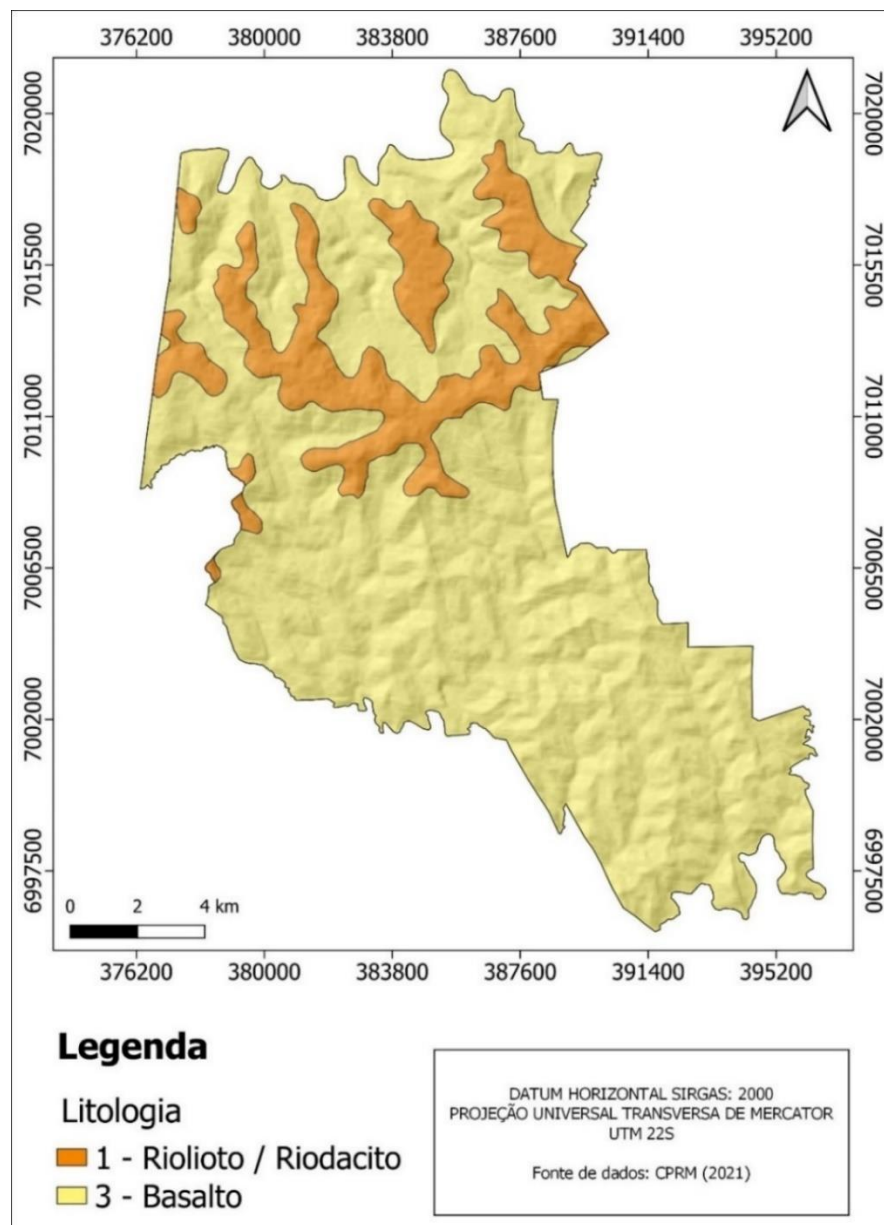 376200 380000 383800 387600 391400 395200
7020000 7020000
7015500 7015500
7011000 7011000
7006500 7006500
7002000 7002000
6997500 6997500
0 2 4 km
376200 380000 383800 387600 391400 395200
Legenda
Litologia
1 - Riolioto / Riodacito
3 - Basalto
DATUM HORIZONTAL SIRGAS: 2000
PROJEÇÃO UNIVERSAL TRANSVERSA DE MERCATOR
UTM 22S
Fonte de dados: CPRM (2021)